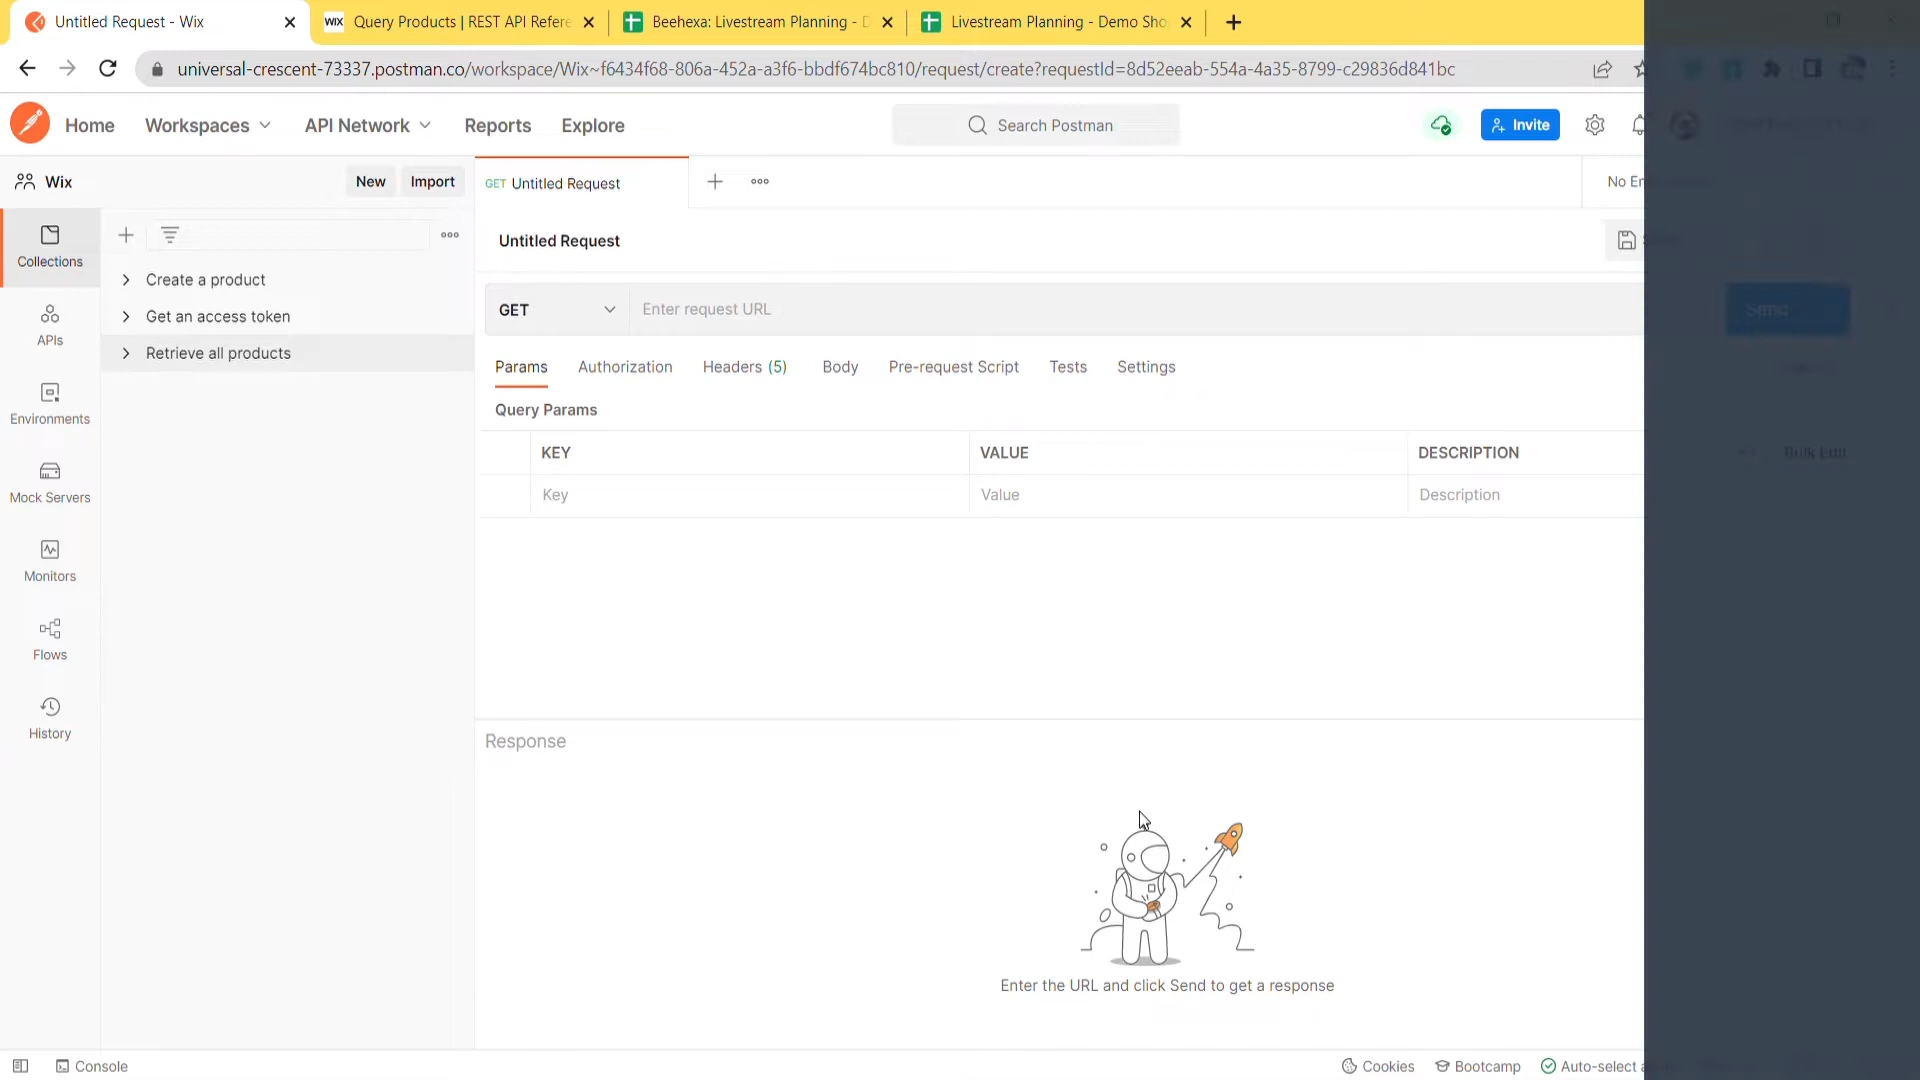 Untitled Request - Wix
WIX Query Products | REST API Refere
Beehexa: Livestream Planning - D
Livestream Planning - Demo Sho
universal-crescent-73337.postman.co/workspace/Wix~f6434f68-806a-452a-a3f6-bbdf674bc810/request/create?requestId=8d52eeab-554a-4a35-8799-c29836d841bc
Home
Workspaces
API Network
Reports
Explore
Search Postman
Invite
Wix
New
Import
GET Untitled Request
No En
Untitled Request
Collections
APIs
Environments
Mock Servers
Monitors
Flows
History
Create a product
Get an access token
Retrieve all products
GET
Enter request URL
Send
Params
Authorization
Headers (5)
Body
Pre-request Script
Tests
Settings
Query Params
KEY
VALUE
DESCRIPTION
Bulk Edit
Key
Value
Description
Response
Enter the URL and click Send to get a response
Console
Cookies
Bootcamp
Auto-select a